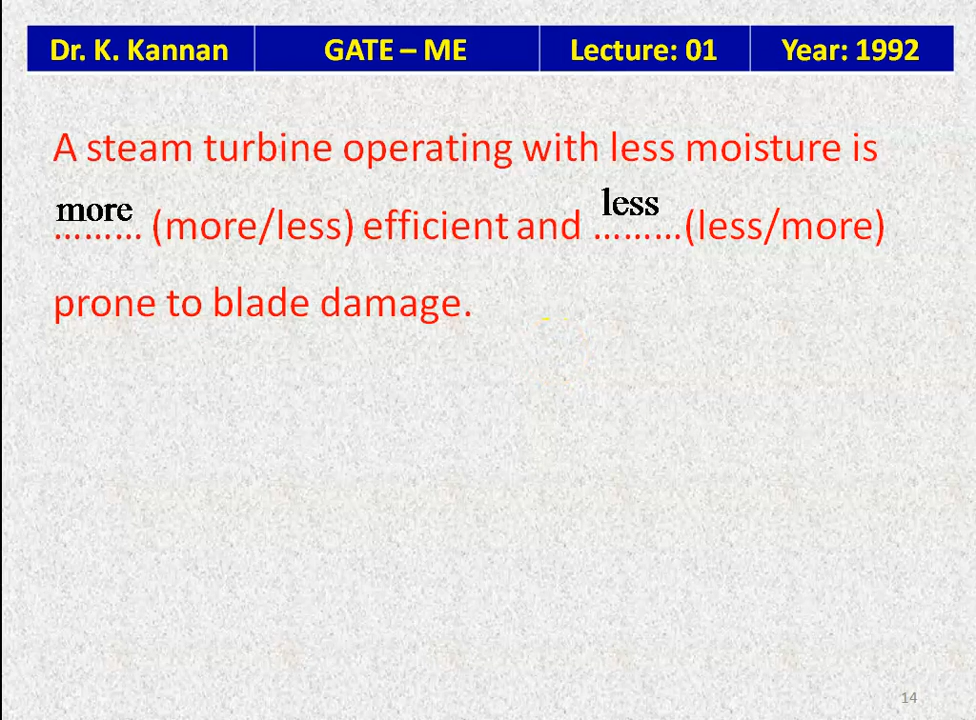 Dr. K. Kannan GATE – ME Lecture: 01 Year: 1992
A steam turbine operating with less moisture is
more less
……… (more/less) efficient and ………(less/more)
prone to blade damage.
14